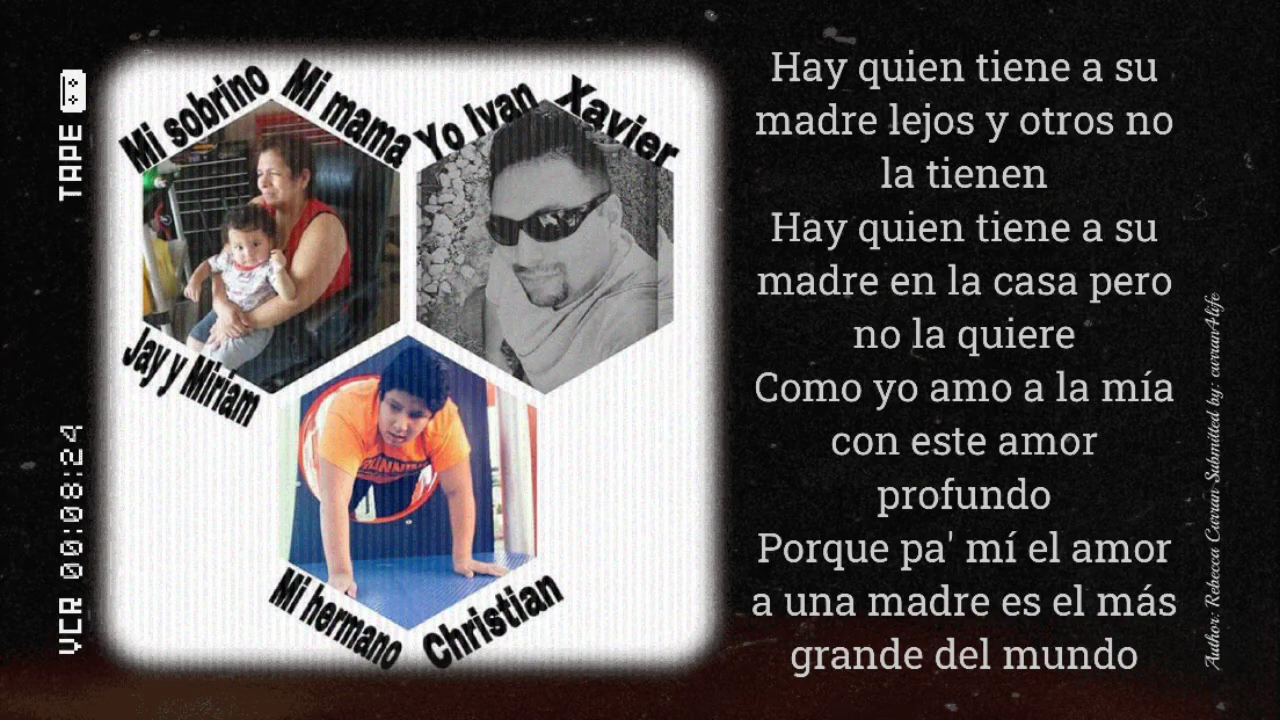 TAPE
VCR 00:08:24
Mi sobrino
Mi mama
Yo Ivan
Xavier
Jay y Miriam
RUNNIN
Mi hermano
Christian
Hay quien tiene a su
madre lejos y otros no
la tienen
Hay quien tiene a su
madre en la casa pero
no la quiere
Como yo amo a la mía
con este amor
profundo
Porque pa' mí el amor
a una madre es el más
grande del mundo
Author: Rebecca Curran Submitted by: curran4life